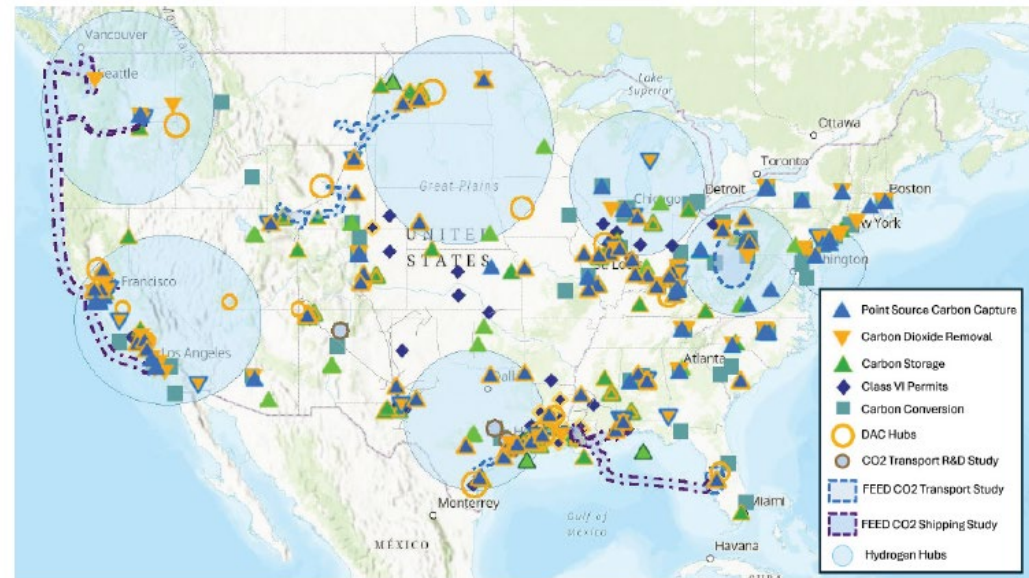 Vancouver
Seattle
Lake
Superior
Ottawa
Toronto
Great Plains
Chicago
Detroit
Boston
w York
UNITED
STATES
Francisco
shington
Los Angeles
Atlanta
Dall
Monterrey
MÉXICO
Gulf of
Mexico
Miami
Havana
Point Source Carbon Capture
Carbon Dioxide Removal
Carbon Storage
Class VI Permits
Carbon Conversion
DAC Hubs
CO2 Transport R&D Study
FEED CO2 Transport Study
FEED CO2 Shipping Study
Hydrogen Hubs